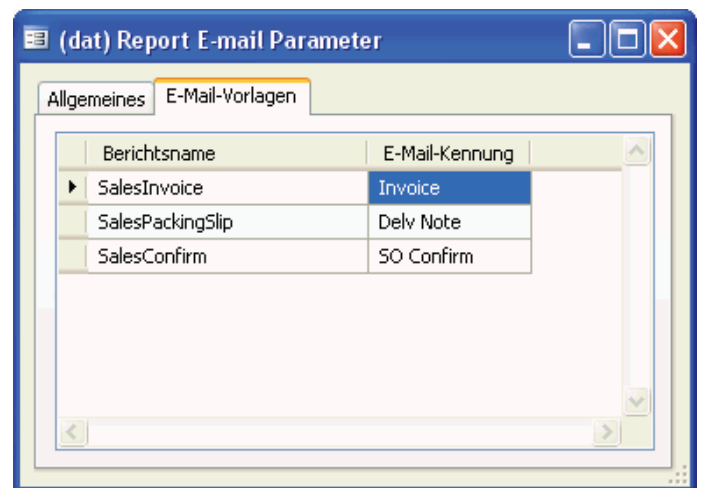 (dat) Report E-mail Parameter
Allgemeines E-Mail-Vorlagen
Berichtsname E-Mail-Kennung
SalesInvoice Invoice
SalesPackingSlip Delv Note
SalesConfirm SO Confirm